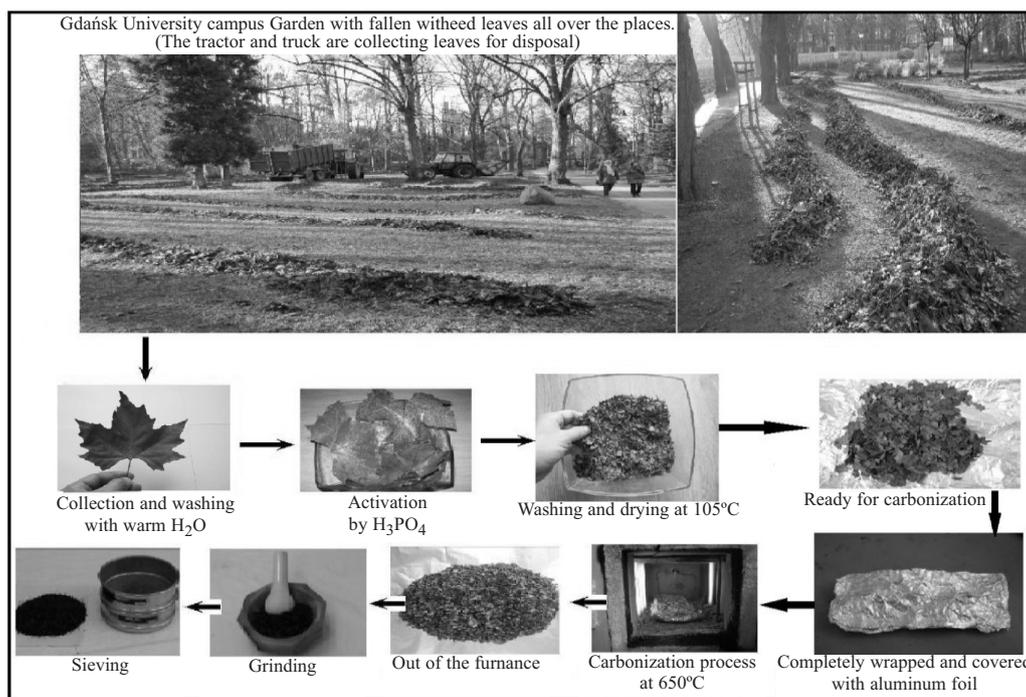 Gdańsk University campus Garden with fallen witheed leaves all over the places.
(The tractor and truck are collecting leaves for disposal)
Collection and washing
with warm H₂O
Activation
by H₃PO₄
Washing and drying at 105ºC
Ready for carbonization
Sieving
Grinding
Out of the furnance
Carbonization process
at 650ºC
Completely wrapped and covered
with aluminum foil